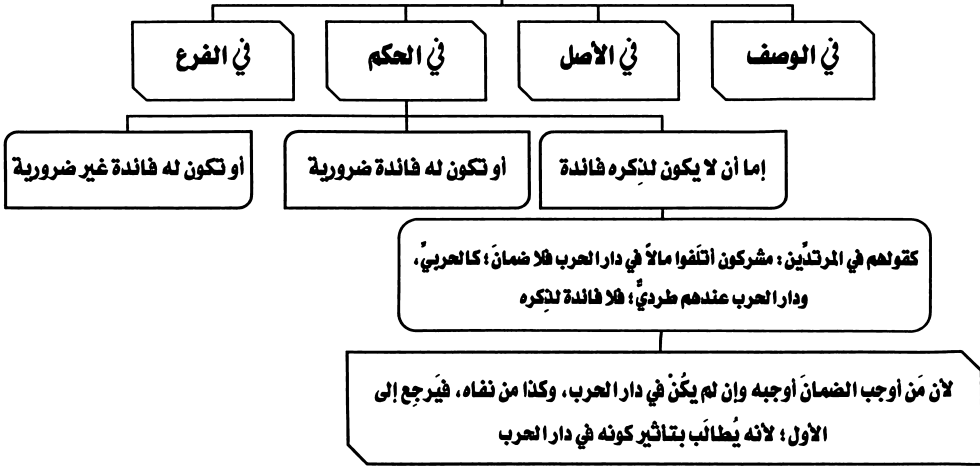 في الوصف
في الأصل
في الحكم
في الفرع
إما أن لا يكون لذِكره فائدة
أو تكون له فائدة ضرورية
أو تكون له فائدة غير ضرورية
كقولهم في المرتدِّين: مشركون أتلَفوا مالاً في دار الحرب فلا ضمانَ؛ كالحربيِّ،
ودار الحرب عندهم طرديٌّ؛ فلا فائدة لذِكره
لأن مَن أوجب الضمانَ أوجبه وإن لم يكُنْ في دار الحرب، وكذا من نفاه، فيَرجِع إلى
الأول؛ لأنه يُطالَب بتأثير كونه في دار الحرب